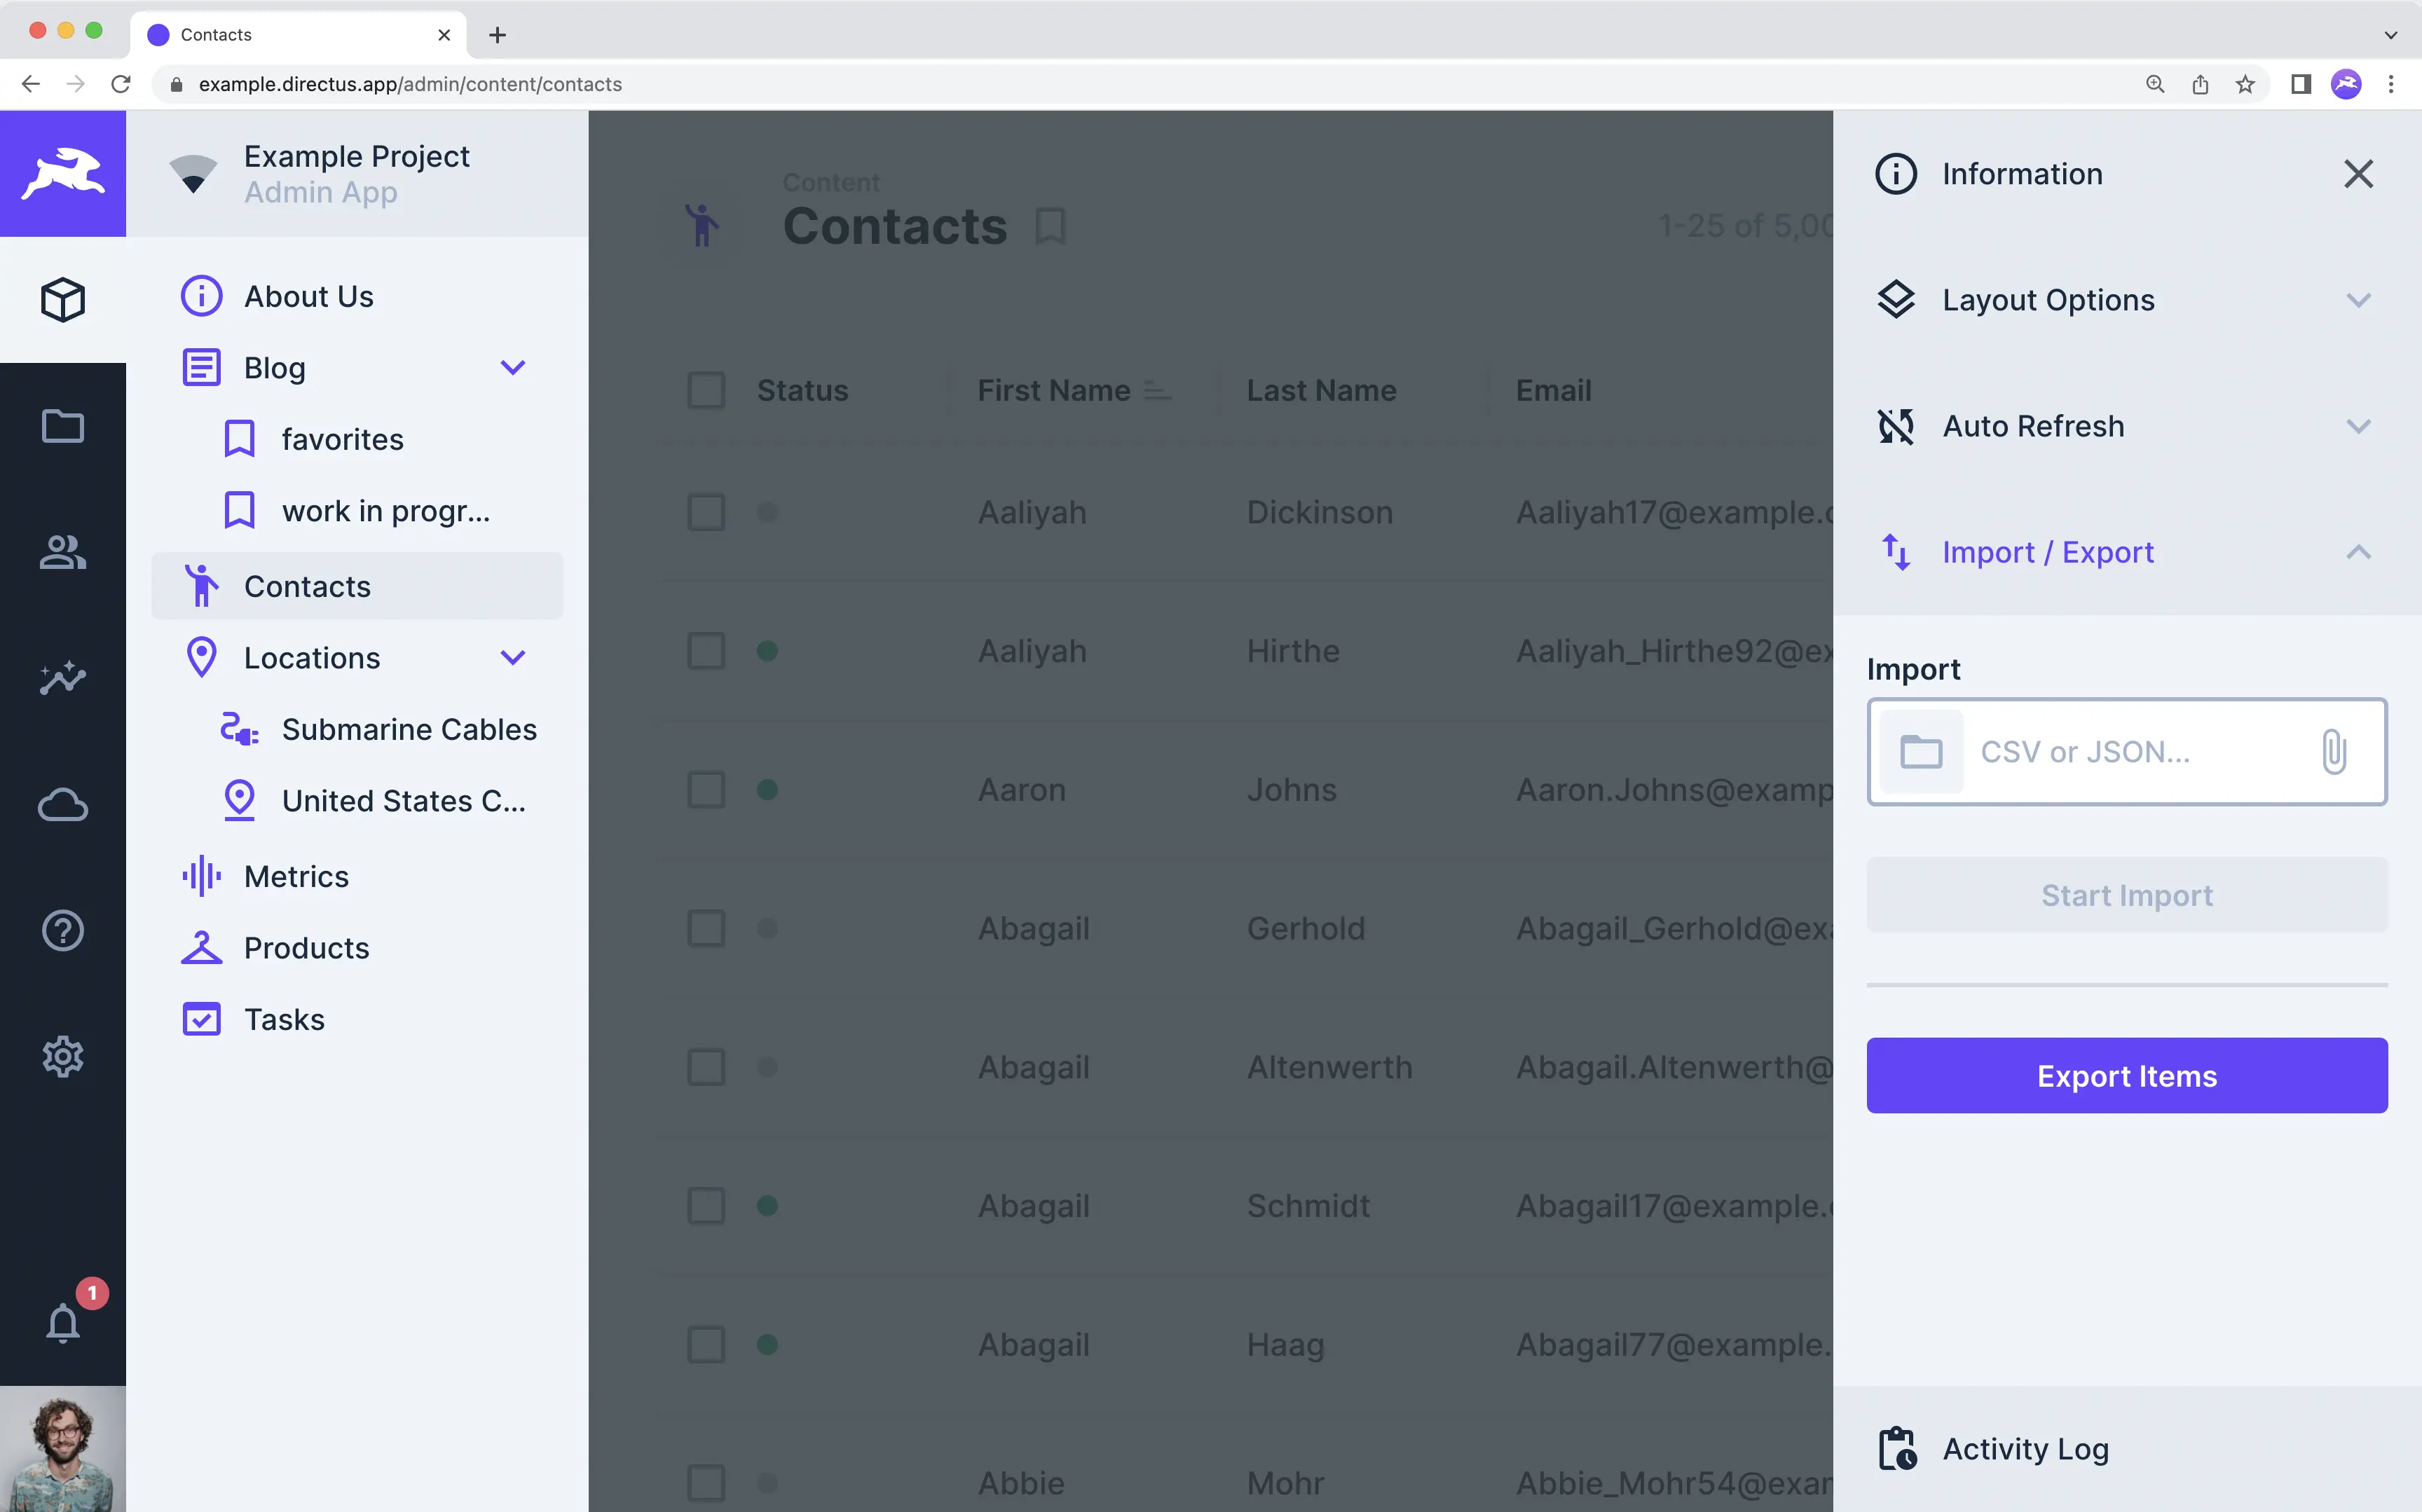 Contacts
example.directus.app/admin/content/contacts
Example Project
Admin App
About Us
Blog
favorites
work in progr...
Contacts
Locations
Submarine Cables
United States C...
Metrics
Products
Tasks
1
Content
Contacts
1-25 of 5,00
Status First Name Last Name Email
Aaliyah Dickinson Aaliyah17@example.c
Aaliyah Hirthe Aaliyah_Hirthe92@ex
Aaron Johns Aaron.Johns@examp
Abagail Gerhold Abagail_Gerhold@exa
Abagail Altenwerth Abagail.Altenwerth@
Abagail Schmidt Abagail17@example.c
Abagail Haag Abagail77@example.
Abbie Mohr Abbie_Mohr54@exam
Information
Layout Options
Auto Refresh
Import / Export
Import
CSV or JSON...
Start Import
Export Items
Activity Log